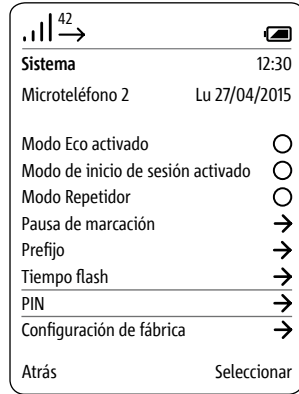 42
Sistema 12:30
Microteléfono 2 Lu 27/04/2015
Modo Eco activado
Modo de inicio de sesión activado
Modo Repetidor
Pausa de marcación
Prefijo
Tiempo flash
PIN
Configuración de fábrica
Atrás Seleccionar